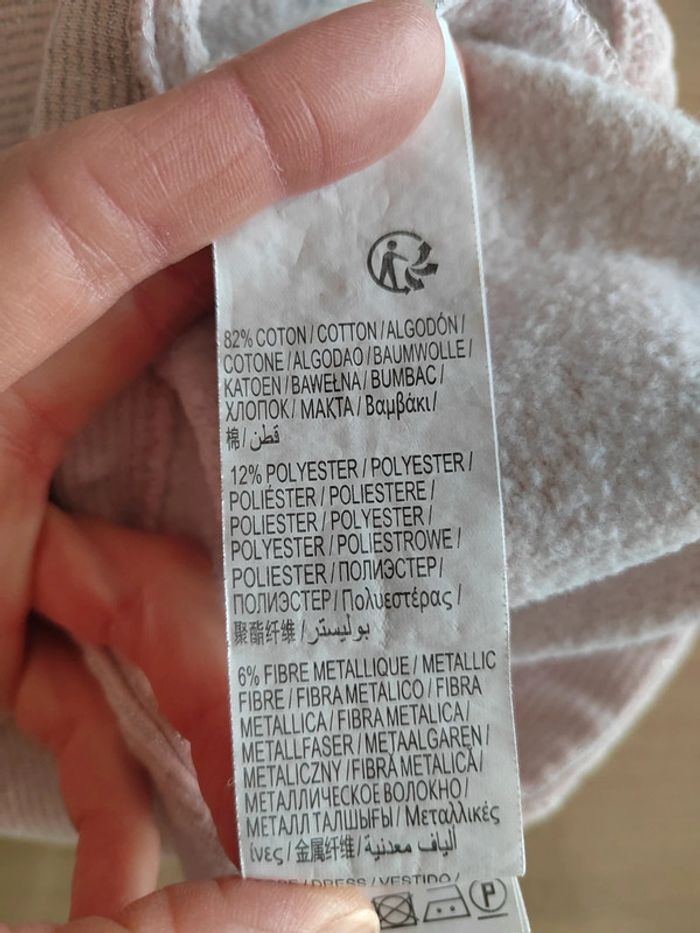 82% COTON / COTTON / ALGODÓN /
COTONE / ALGODAO / BAUMWOLLE /
KATOEN / BAWEŁNA / BUMBAC /
ХЛОПОК / МАҚТА / Βαμβάκι /
棉 / قطن
12% POLYESTER / POLYESTER /
POLIÉSTER / POLIESTERE /
POLIESTER / POLYESTER /
POLYESTER / POLIESTROWE /
POLIESTER / ПОЛИЭСТЕР /
ПОЛИЭСТЕР / Πολυεστέρας /
聚酯纤维 / بوليستر
6% FIBRE METALLIQUE / METALLIC
FIBRE / FIBRA METALICO / FIBRA
METALLICA / FIBRA METALICA /
METALLFASER / METAALGAREN /
METALICZNY / FIBRĂ METALICĂ /
МЕТАЛЛИЧЕСКОЕ ВОЛОКНО /
МЕТАЛЛ ТАЛШЫҒЫ / Μεταλλικές
ίνες / 金属纤维 / ألياف معدنية
/ DRESS / VESTIDO /
P